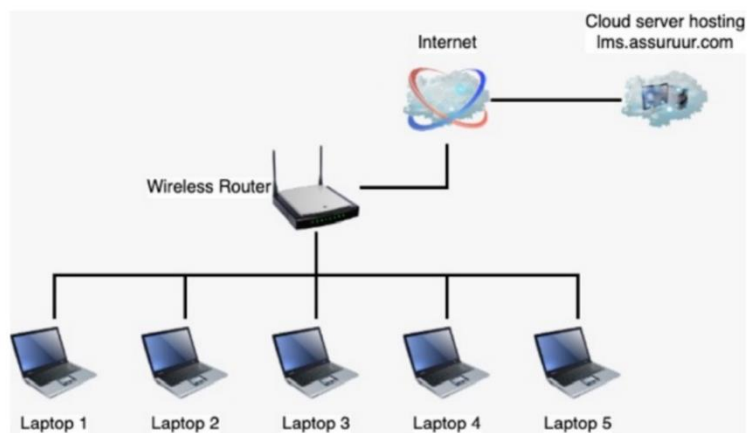 Cloud server hosting
lms.assuruur.com
Internet
Wireless Router
Laptop 1
Laptop 2
Laptop 3
Laptop 4
Laptop 5